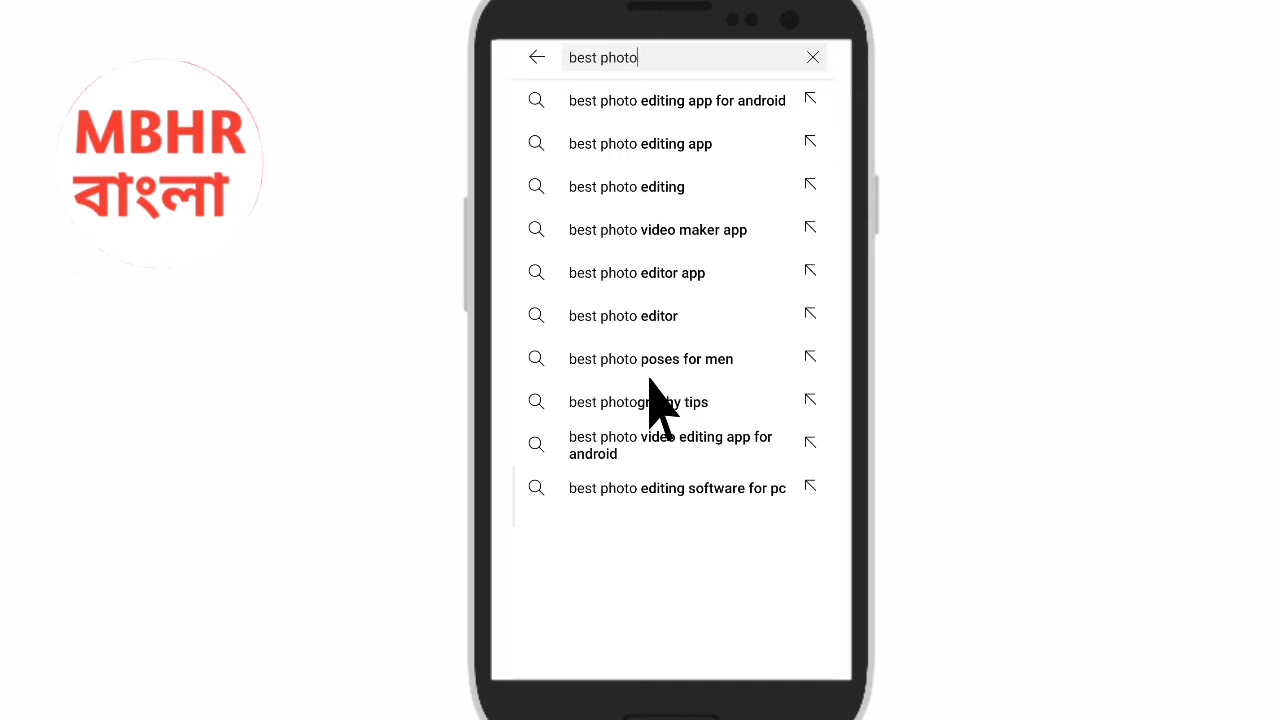 MBHR
বাংলা
best photo
best photo editing app for android
best photo editing app
best photo editing
best photo video maker app
best photo editor app
best photo editor
best photo poses for men
best photography tips
best photo video editing app for
android
best photo editing software for pc